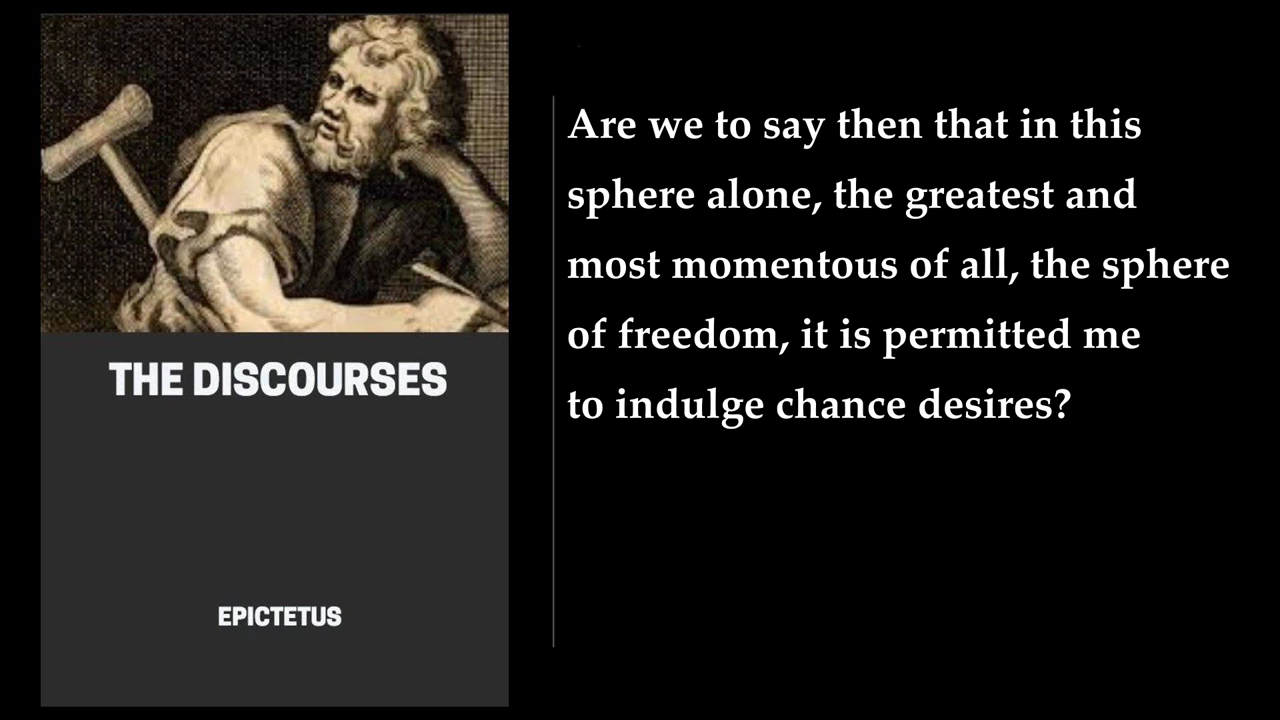 THE DISCOURSES
EPICTETUS
Are we to say then that in this
sphere alone, the greatest and
most momentous of all, the sphere
of freedom, it is permitted me
to indulge chance desires?